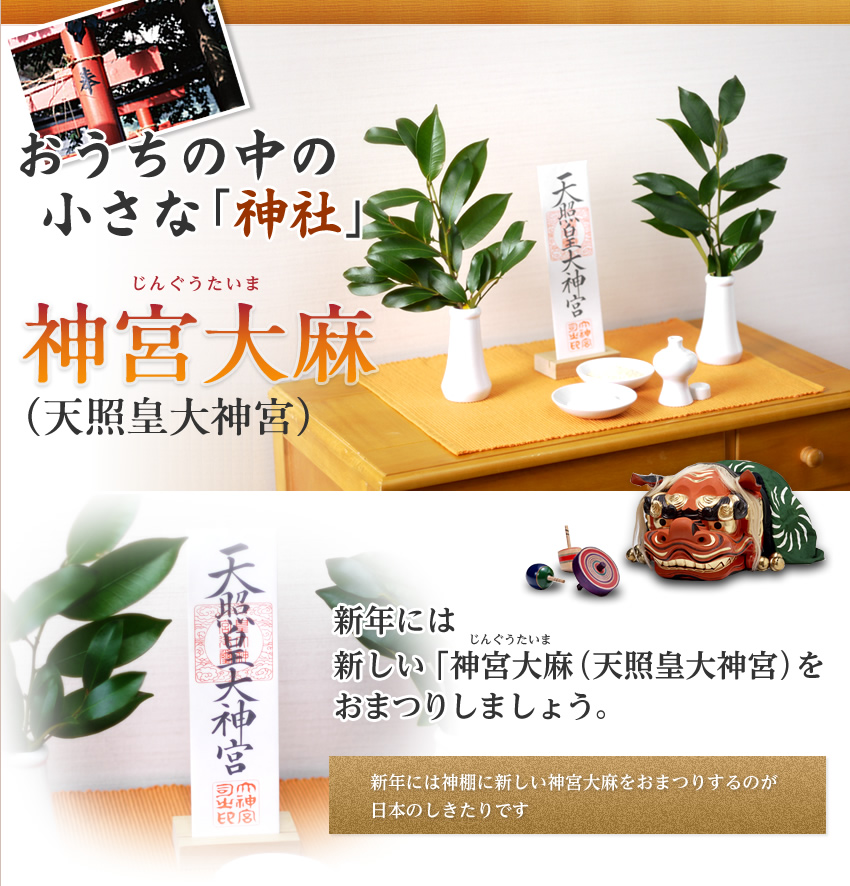 奉
おうちの中の
小さな「神社」
じんぐうたいま
神宮大麻
（天照皇大神宮）
天照皇大神宮
新年には
じんぐうたいま
新しい「神宮大麻（天照皇大神宮）を
おまつりしましょう。
天照皇大神宮
新年には神棚に新しい神宮大麻をおまつりするのが
日本のしきたりです